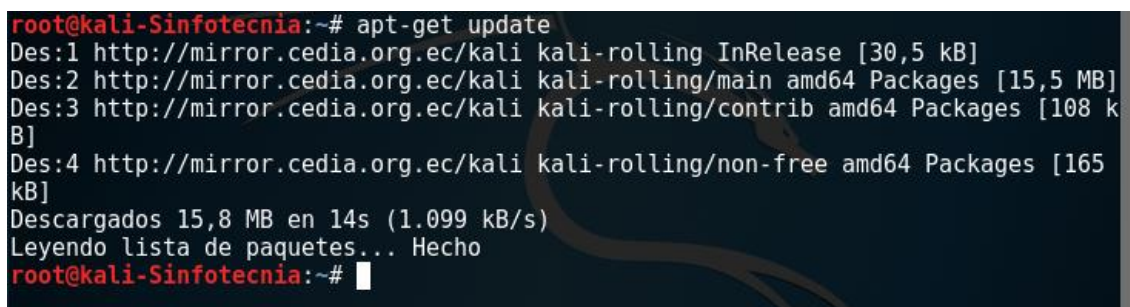 root@kali-Sinfotecnia:~# apt-get update
Des:1 http://mirror.cedia.org.ec/kali kali-rolling InRelease [30,5 kB]
Des:2 http://mirror.cedia.org.ec/kali kali-rolling/main amd64 Packages [15,5 MB]
Des:3 http://mirror.cedia.org.ec/kali kali-rolling/contrib amd64 Packages [108 k
B]
Des:4 http://mirror.cedia.org.ec/kali kali-rolling/non-free amd64 Packages [165
kB]
Descargados 15,8 MB en 14s (1.099 kB/s)
Leyendo lista de paquetes... Hecho
root@kali-Sinfotecnia:~#